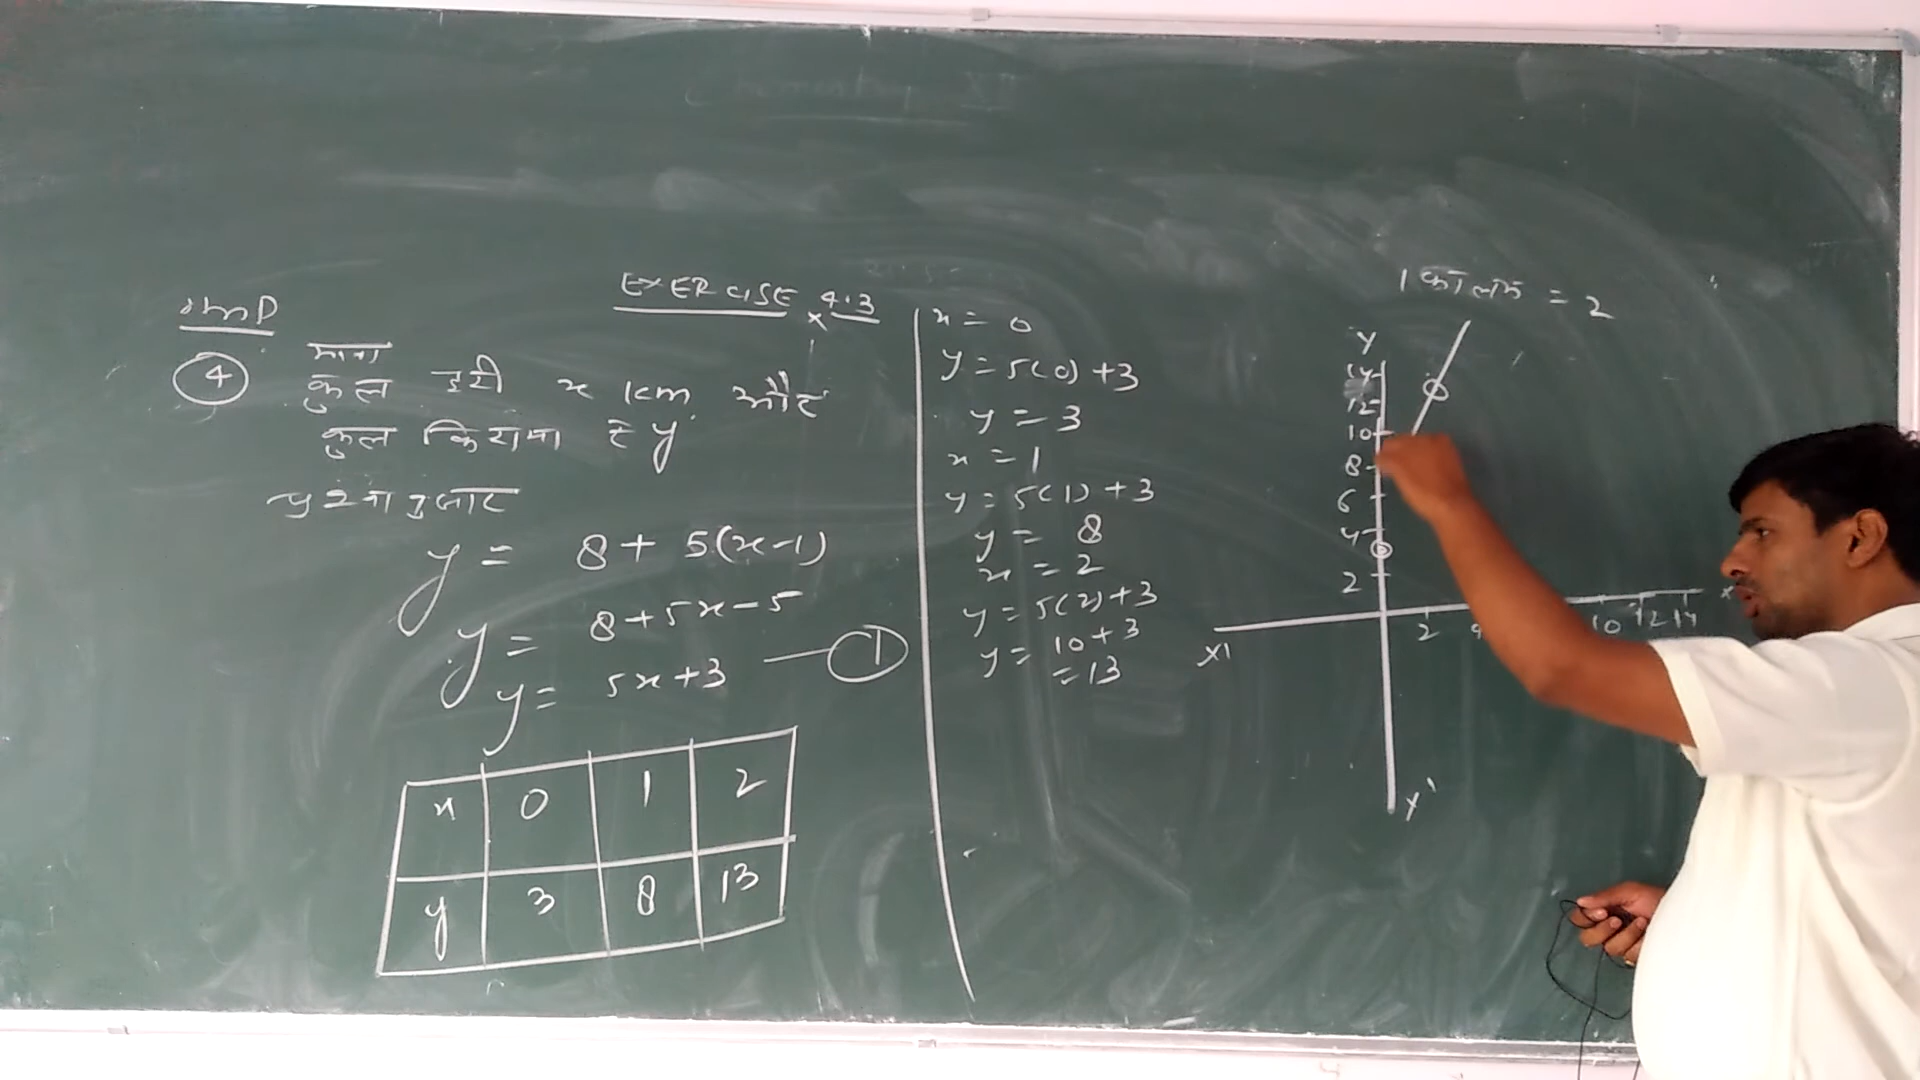 EXERCISE 4.3
ImP
④ माना
कुल दूरी x km और
कुल किराया है y
प्रश्नानुसार
y = 8 + 5(x-1)
y = 8+5x-5
y = 5x+3 — ①
x 0 1 2
y 3 8 13
x = 0
y = 5(0)+3
y = 3
x = 1
y = 5(1)+3
y = 8
x = 2
y = 5(2)+3
y = 10+3
= 13
1 कॉलम = 2
Y
14
12
10
8
6
4
2
X' 2 10 12 14 X
Y'